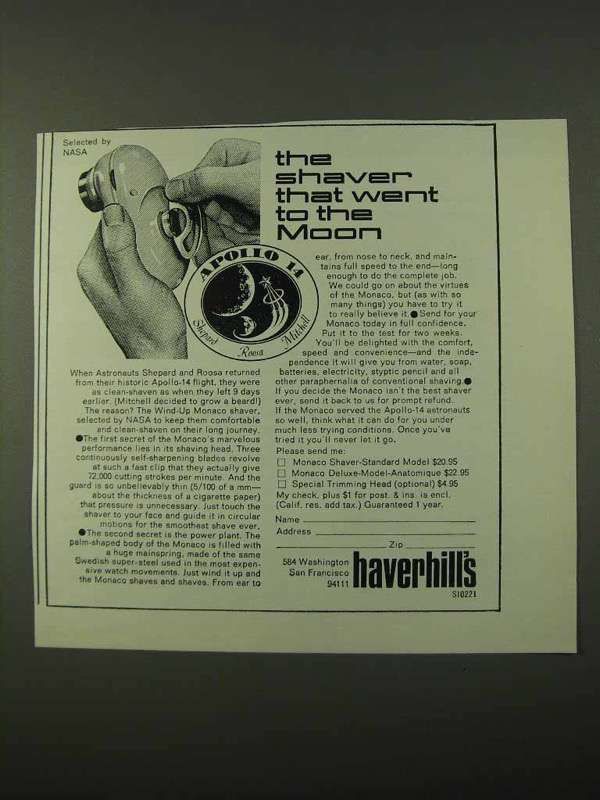 Selected by
NASA
the
shaver
that went
to the
Moon
APOLLO 14
Shepard
Roosa
Mitchell
When Astronauts Shepard and Roosa returned
from their historic Apollo-14 flight, they were
as clean-shaven as when they left 9 days
earlier. (Mitchell decided to grow a beard!)
The reason? The Wind-Up Monaco shaver,
selected by NASA to keep them comfortable
and clean-shaven on their long journey.
●The first secret of the Monaco's marvelous
performance lies in its shaving head. Three
continuously self-sharpening blades revolve
at such a fast clip that they actually give
72,000 cutting strokes per minute. And the
guard is so unbelievably thin (5/100 of a mm—
about the thickness of a cigarette paper)
that pressure is unnecessary. Just touch the
shaver to your face and guide it in circular
motions for the smoothest shave ever.
●The second secret is the power plant. The
palm-shaped body of the Monaco is filled with
a huge mainspring, made of the same
Swedish super-steel used in the most expen-
sive watch movements. Just wind it up and
the Monaco shaves and shaves. From ear to
ear, from nose to neck, and main-
tains full speed to the end—long
enough to do the complete job.
We could go on about the virtues
of the Monaco, but (as with so
many things) you have to try it
to really believe it.● Send for your
Monaco today in full confidence.
Put it to the test for two weeks.
You'll be delighted with the comfort,
speed and convenience—and the inde-
pendence it will give you from water, soap,
batteries, electricity, styptic pencil and all
other paraphernalia of conventional shaving.●
If you decide the Monaco isn't the best shaver
ever, send it back to us for prompt refund.
If the Monaco served the Apollo-14 astronauts
so well, think what it can do for you under
much less trying conditions. Once you've
tried it you'll never let it go.
Please send me:
□ Monaco Shaver-Standard Model $20.95
□ Monaco Deluxe-Model-Anatomique $22.95
□ Special Trimming Head (optional) $4.95
My check, plus $1 for post. & ins. is encl.
(Calif. res. add tax.) Guaranteed 1 year.
Name
Address
Zip
584 Washington
San Francisco
94111
haverhill's
SI0221